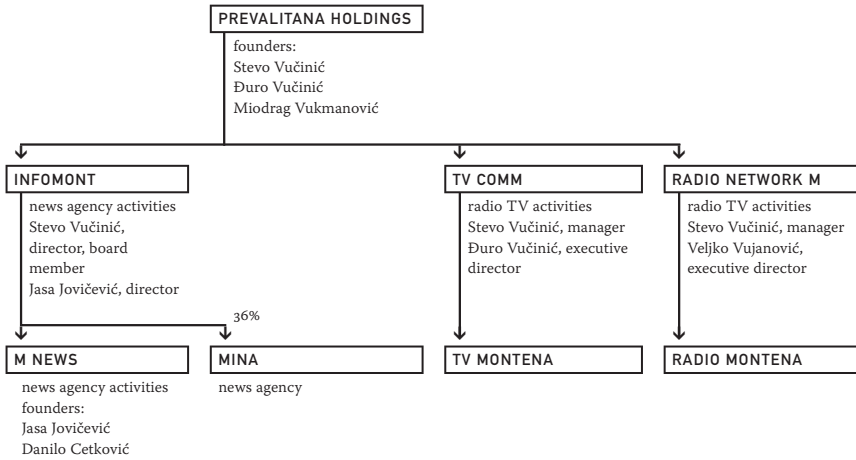 PREVALITANA HOLDINGS
founders:
Stevo Vučinić
Đuro Vučinić
Miodrag Vukmanović
INFOMONT
news agency activities
Stevo Vučinić,
director, board
member
Jasa Jovičević, director
TV COMM
radio TV activities
Stevo Vučinić, manager
Đuro Vučinić, executive
director
RADIO NETWORK M
radio TV activities
Stevo Vučinić, manager
Veljko Vujanović,
executive director
36%
M NEWS
news agency activities
founders:
Jasa Jovičević
Danilo Cetković
MINA
news agency
TV MONTENA
RADIO MONTENA